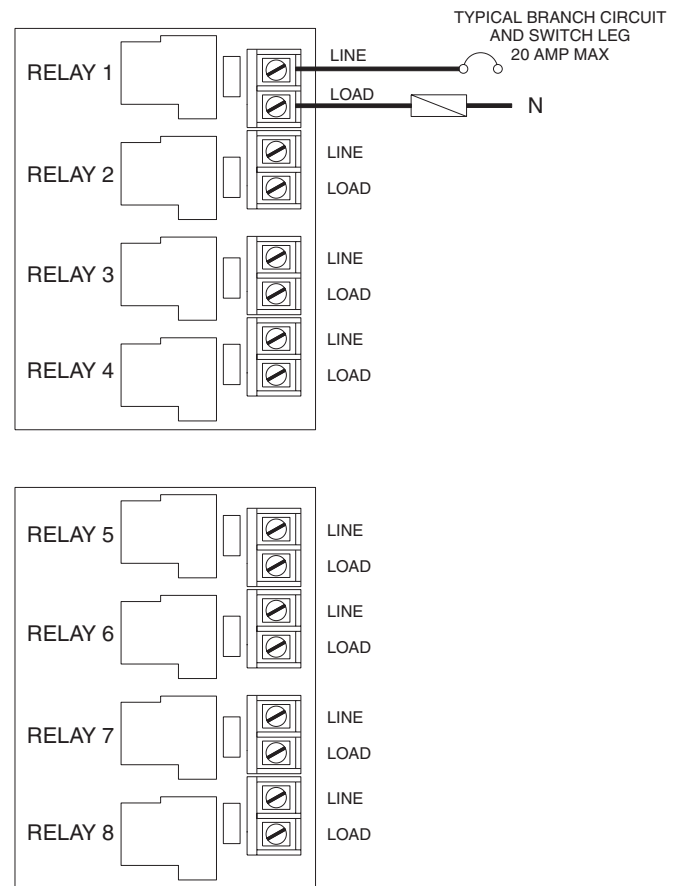 TYPICAL BRANCH CIRCUIT
AND SWITCH LEG
20 AMP MAX
RELAY 1
LINE
LOAD
N
RELAY 2
LINE
LOAD
RELAY 3
LINE
LOAD
RELAY 4
LINE
LOAD
RELAY 5
LINE
LOAD
RELAY 6
LINE
LOAD
RELAY 7
LINE
LOAD
RELAY 8
LINE
LOAD